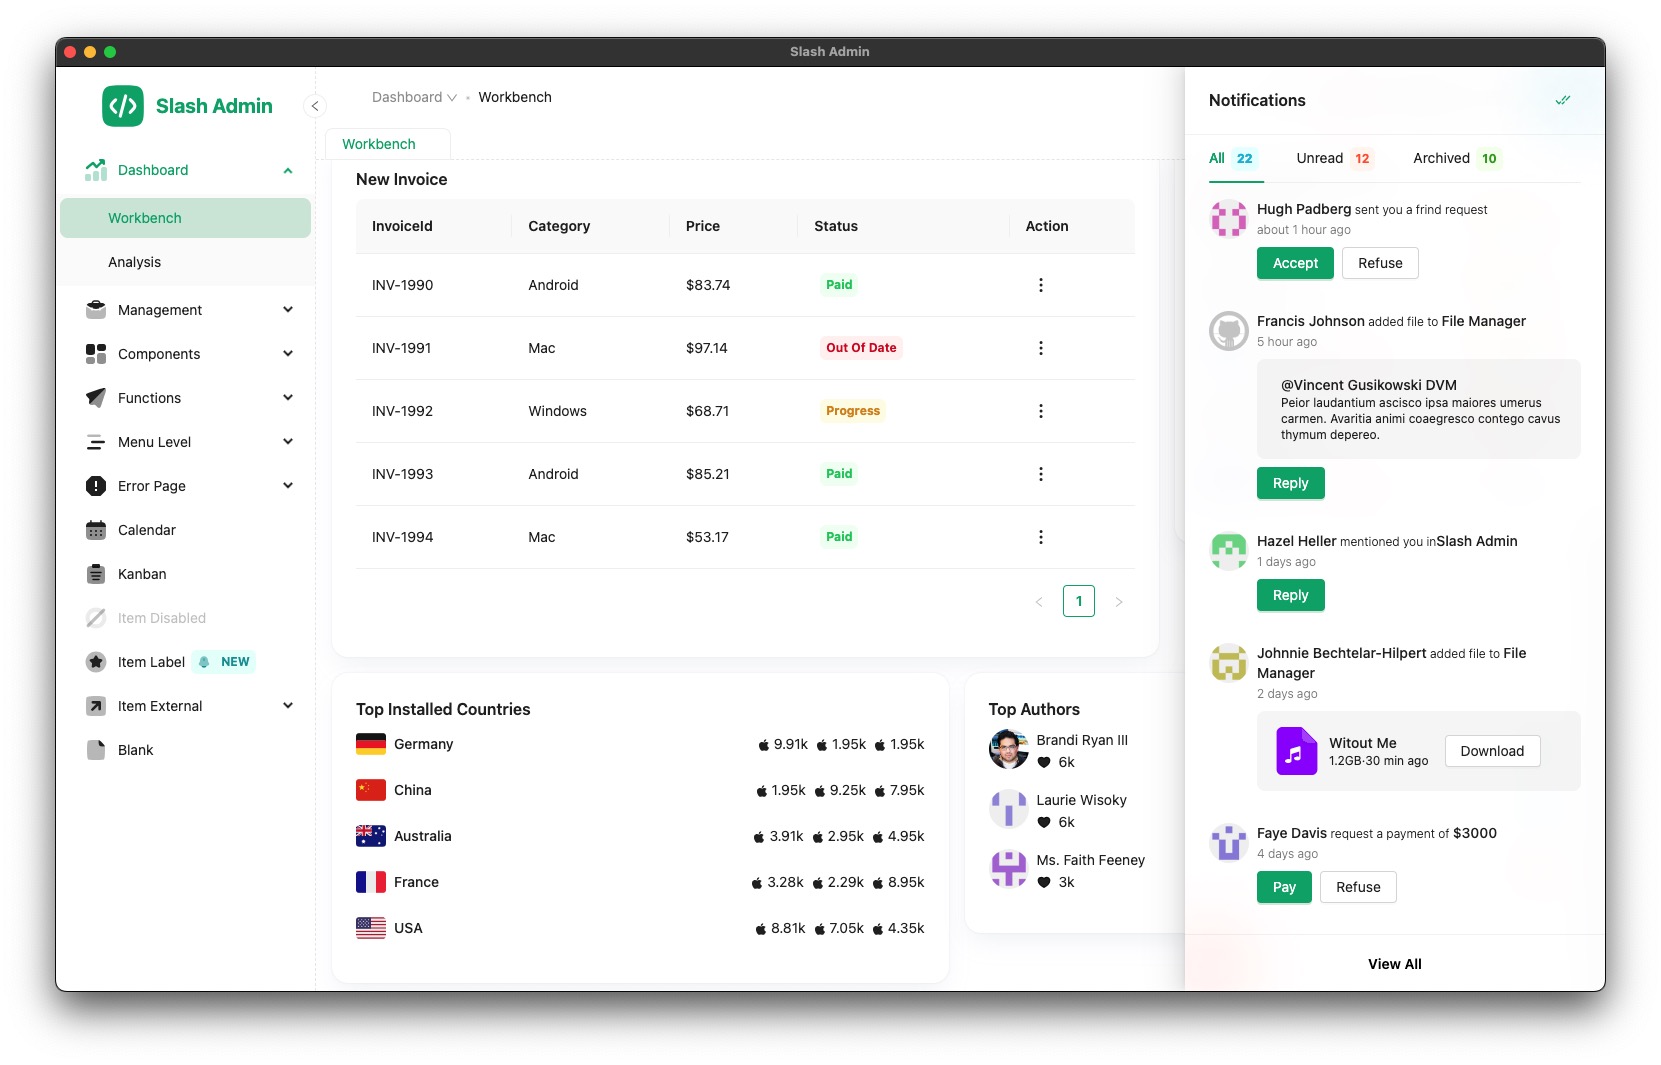 Slash Admin
Slash Admin
Dashboard
Workbench
Analysis
Management
Components
Functions
Menu Level
Error Page
Calendar
Kanban
Item Disabled
Item Label NEW
Item External
Blank
Dashboard • Workbench
Workbench
New Invoice
InvoiceId Category Price Status Action
INV-1990 Android $83.74 Paid
INV-1991 Mac $97.14 Out Of Date
INV-1992 Windows $68.71 Progress
INV-1993 Android $85.21 Paid
INV-1994 Mac $53.17 Paid
< 1 >
Top Installed Countries
Germany 9.91k 1.95k 1.95k
China 1.95k 9.25k 7.95k
Australia 3.91k 2.95k 4.95k
France 3.28k 2.29k 8.95k
USA 8.81k 7.05k 4.35k
Top Authors
Brandi Ryan III
6k
Laurie Wisoky
6k
Ms. Faith Feeney
3k
Notifications
All 22 Unread 12 Archived 10
Hugh Padberg sent you a frind request
about 1 hour ago
Accept Refuse
Francis Johnson added file to File Manager
5 hour ago
@Vincent Gusikowski DVM
Peior laudantium ascisco ipsa maiores umerus
carmen. Avaritia animi coaegresco contego cavus
thymum depereo.
Reply
Hazel Heller mentioned you inSlash Admin
1 days ago
Reply
Johnnie Bechtelar-Hilpert added file to File
Manager
2 days ago
Witout Me
1.2GB·30 min ago
Download
Faye Davis request a payment of $3000
4 days ago
Pay Refuse
View All